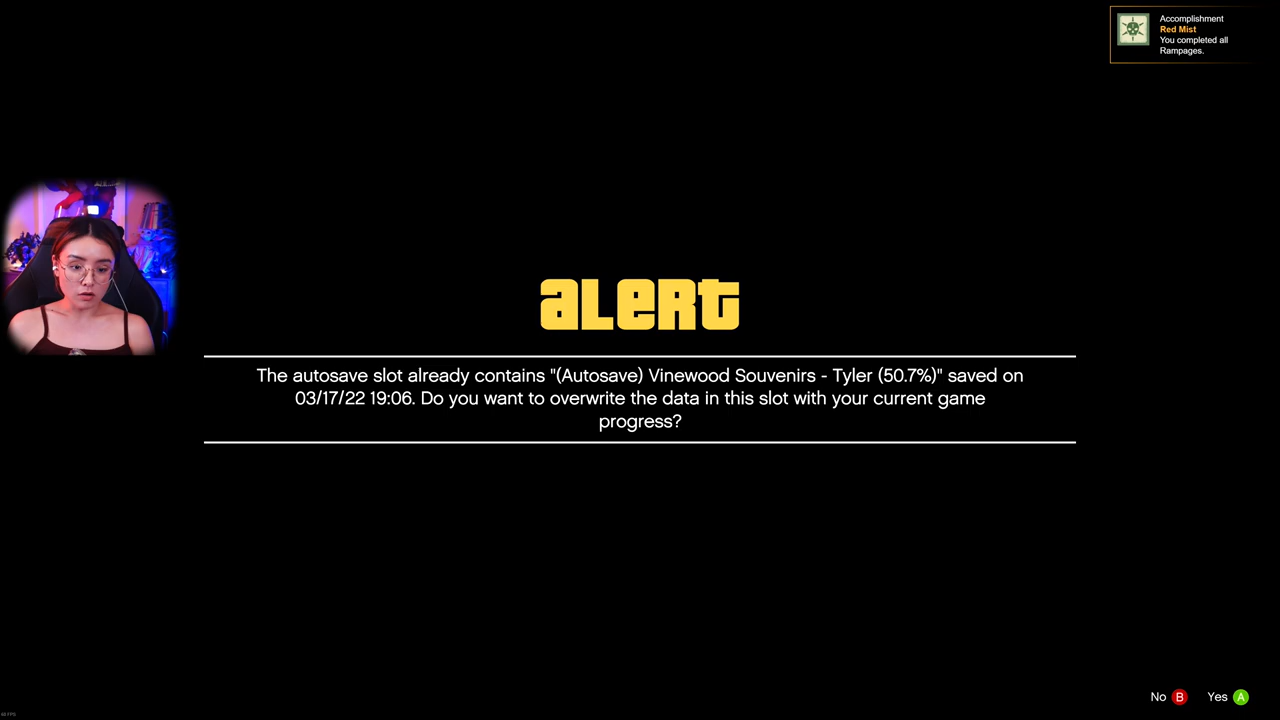 Accomplishment
Red Mist
You completed all
Rampages.
aLeRt
The autosave slot already contains "(Autosave) Vinewood Souvenirs - Tyler (50.7%)" saved on
03/17/22 19:06. Do you want to overwrite the data in this slot with your current game
progress?
No B Yes A